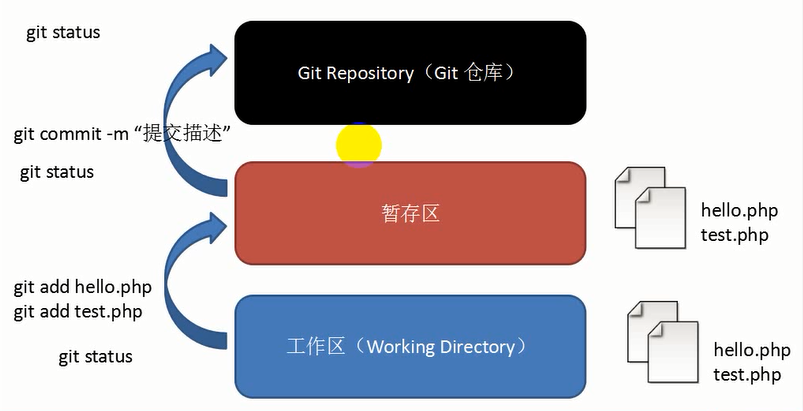 git status
Git Repository（Git 仓库）
git commit -m “提交描述”
git status
暂存区
hello.php
test.php
git add hello.php
git add test.php
git status
工作区（Working Directory）
hello.php
test.php